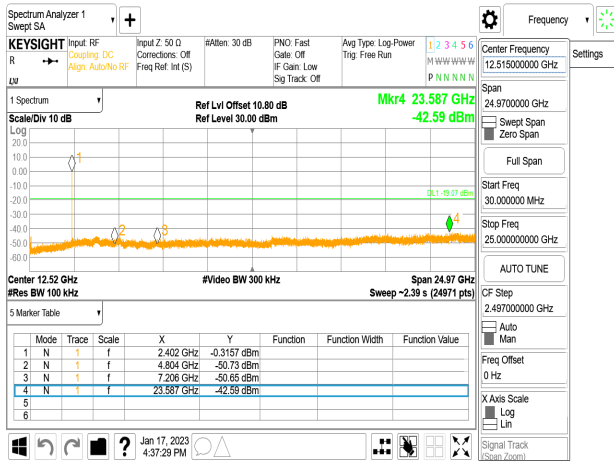 Spectrum Analyzer 1
Swept SA
Frequency
KEYSIGHT
R
Input: RF
Coupling: DC
Align: Auto/No RF
Input Z: 50 Ω
Corrections: Off
Freq Ref: Int (S)
#Atten: 30 dB
PNO: Fast
Gate: Off
IF Gain: Low
Sig Track: Off
Avg Type: Log-Power
Trig: Free Run
1 2 3 4 5 6
M W W W W W
P N N N N N
1 Spectrum
Scale/Div 10 dB
Ref Lvl Offset 10.80 dB
Ref Level 30.00 dBm
Mkr4 23.587 GHz
-42.59 dBm
Log
20.0
10.0
0.00
-10.0
-20.0
-30.0
-40.0
-50.0
-60.0
1
2
3
4
DL1 -19.07 dBm
Center 12.52 GHz
#Res BW 100 kHz
#Video BW 300 kHz
Span 24.97 GHz
Sweep ~2.39 s (24971 pts)
5 Marker Table
Mode Trace Scale X Y Function Function Width Function Value
1 N 1 f 2.402 GHz -0.3157 dBm
2 N 1 f 4.804 GHz -50.73 dBm
3 N 1 f 7.206 GHz -50.65 dBm
4 N 1 f 23.587 GHz -42.59 dBm
5
6
Jan 17, 2023
4:37:29 PM
Center Frequency
12.515000000 GHz
Settings
Span
24.9700000 GHz
Swept Span
Zero Span
Full Span
Start Freq
30.000000 MHz
Stop Freq
25.000000000 GHz
AUTO TUNE
CF Step
2.497000000 GHz
Auto
Man
Freq Offset
0 Hz
X Axis Scale
Log
Lin
Signal Track
(Span Zoom)